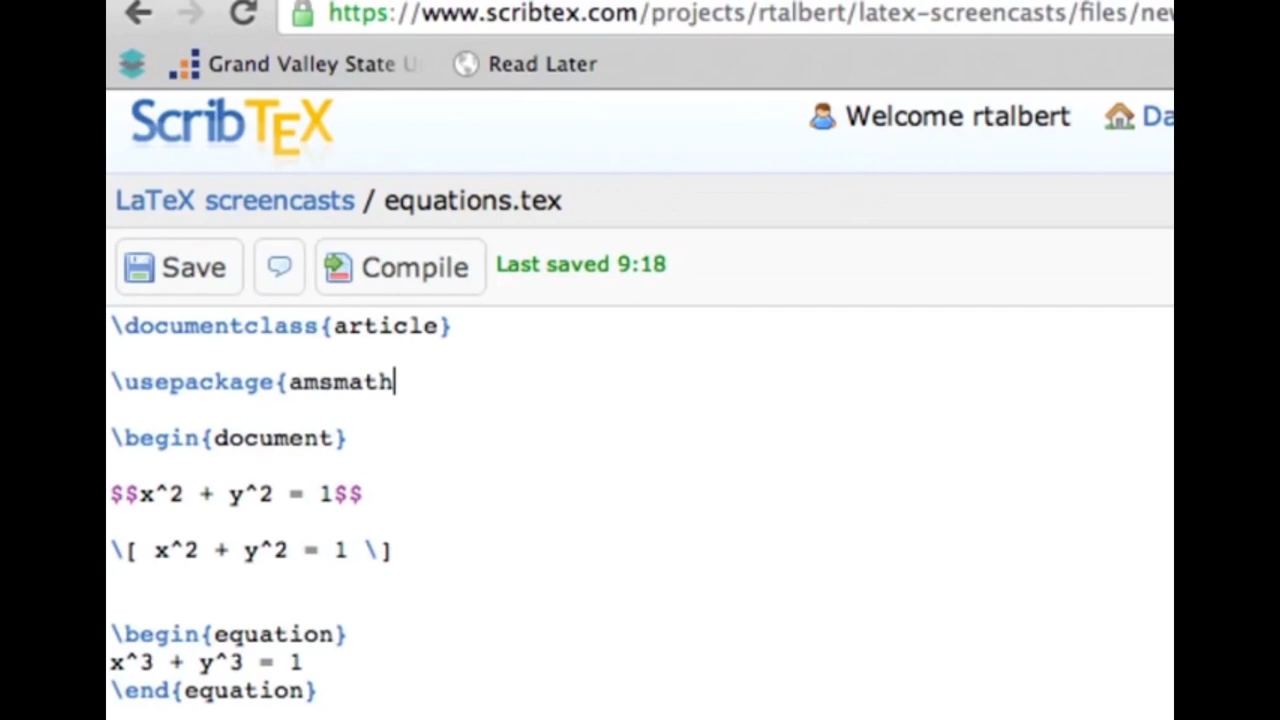 https://www.scribtex.com/projects/rtalbert/latex-screencasts/files/new
Grand Valley State U Read Later
ScribTEX
Welcome rtalbert Da
LaTeX screencasts / equations.tex
Save Compile Last saved 9:18
\documentclass{article}
\usepackage{amsmath
\begin{document}
$$x^2 + y^2 = 1$$
\[ x^2 + y^2 = 1 \]
\begin{equation}
x^3 + y^3 = 1
\end{equation}